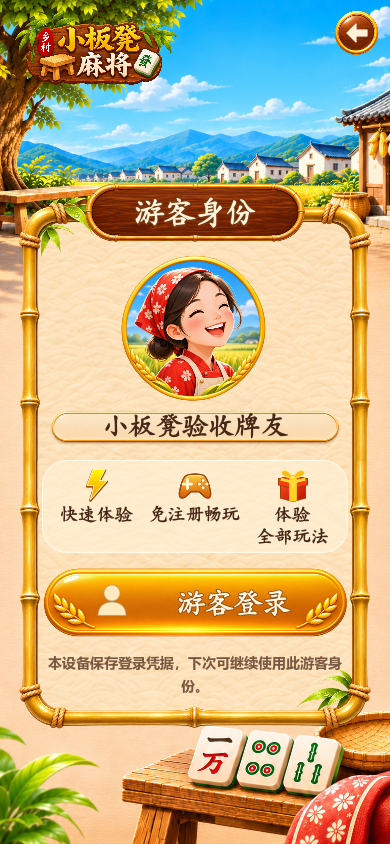 乡村
小板凳
麻将
發
游客身份
小板凳验收牌友
快速体验
免注册畅玩
体验
全部玩法
游客登录
本设备保存登录凭据，下次可继续使用此游客身
份。
一
万